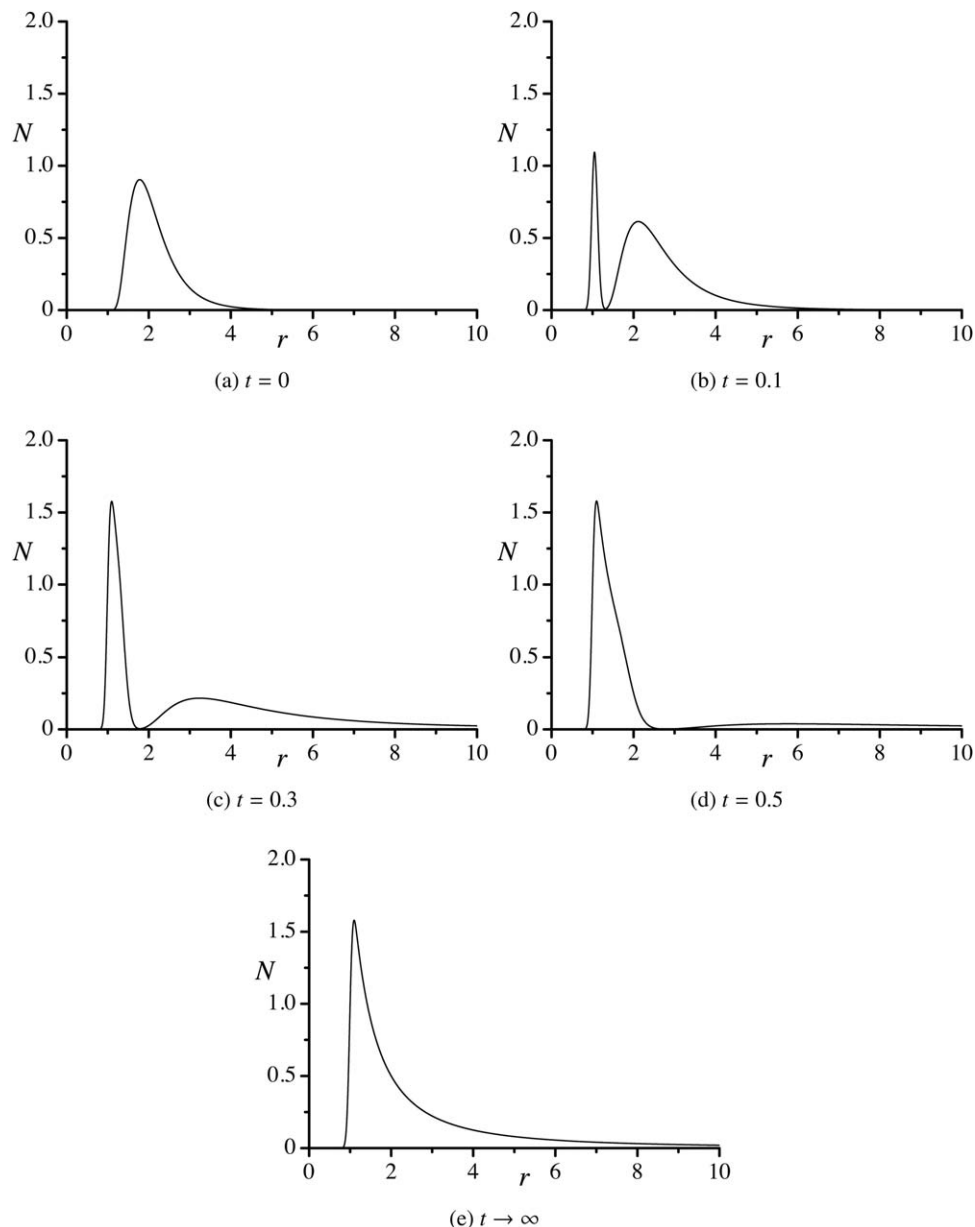 2.0 2.0
1.5 1.5
N N
1.0 1.0
0.5 0.5
0 0
0 2 4 6 8 10 0 2 4 6 8 10
r r
(a) t = 0 (b) t = 0.1
2.0 2.0
1.5 1.5
N N
1.0 1.0
0.5 0.5
0 0
0 2 4 6 8 10 0 2 4 6 8 10
r r
(c) t = 0.3 (d) t = 0.5
2.0
1.5
N
1.0
0.5
0
0 2 4 6 8 10
r
(e) t → ∞